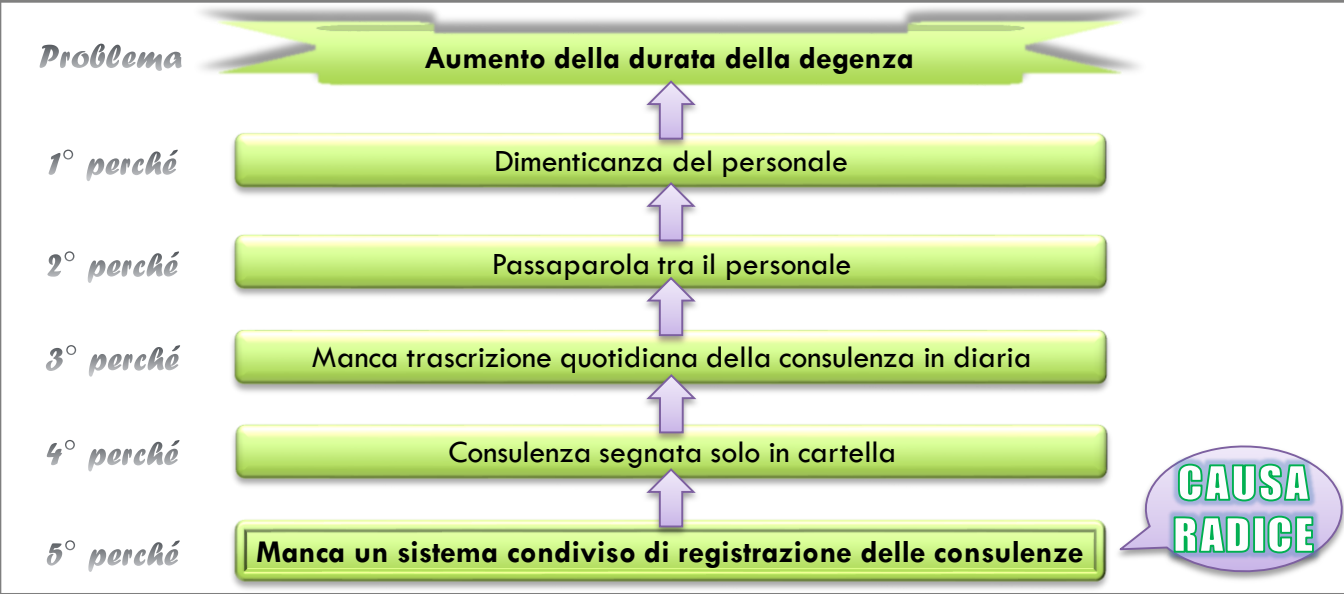 Problema
Aumento della durata della degenza
1° perché
Dimenticanza del personale
2° perché
Passaparola tra il personale
3° perché
Manca trascrizione quotidiana della consulenza in diaria
4° perché
Consulenza segnata solo in cartella
5° perché
Manca un sistema condiviso di registrazione delle consulenze
CAUSA
RADICE